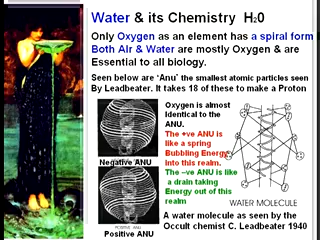 Water & its Chemistry H20
Only Oxygen as an element has a spiral form
Both Air & Water are mostly Oxygen & are
Essential to all biology.
Seen below are 'Anu' the smallest atomic particles seen
By Leadbeater. It takes 18 of these to make a Proton
Oxygen is almost
Identical to the
ANU.
The +ve ANU is
like a spring
Bubbling Energy
into this realm.
The –ve ANU is like
a drain taking
Energy out of this
realm
Negative ANU
POSITIVE ANU
Positive ANU
WATER MOLECULE
A water molecule as seen by the
Occult chemist C. Leadbeater 1940